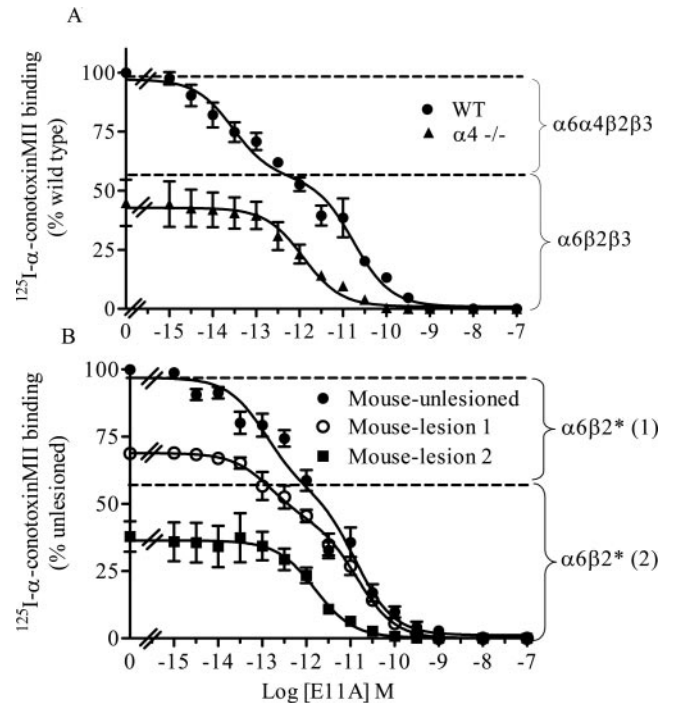 A
¹²⁵I-α-conotoxinMII binding
(% wild type)
100
75
50
25
0
WT
α4 -/-
α6α4β2β3
α6β2β3
0 -15 -14 -13 -12 -11 -10 -9 -8 -7
B
¹²⁵I-α-conotoxinMII binding
(% unlesioned)
100
75
50
25
0
Mouse-unlesioned
Mouse-lesion 1
Mouse-lesion 2
α6β2* (1)
α6β2* (2)
0 -15 -14 -13 -12 -11 -10 -9 -8 -7
Log [E11A] M